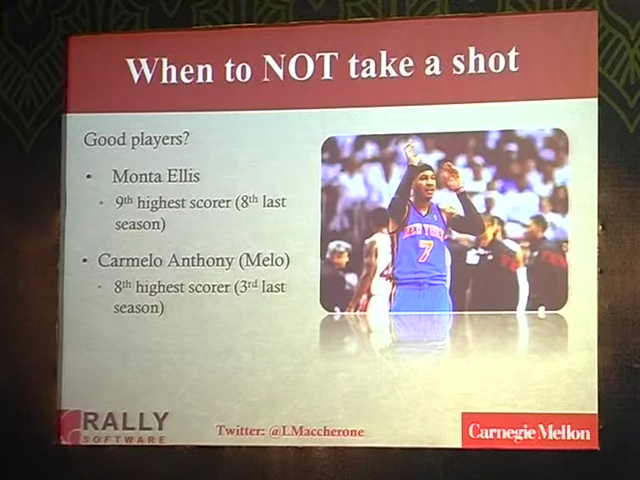 When to NOT take a shot
Good players?
• Monta Ellis
• 9th highest scorer (8th last
season)
• Carmelo Anthony (Melo)
• 8th highest scorer (3rd last
season)
NEW YORK
7
RALLY
SOFTWARE
Twitter: @LMaccherone
Carnegie Mellon